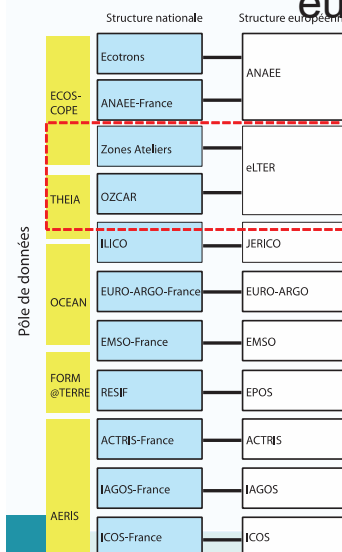 eu
Structure nationale
Structure européenn
Pôle de données
ECOS-
COPE
Ecotrons
ANAEE
ANAEE-France
Zones Ateliers
eLTER
THEIA
OZCAR
ILICO
JERICO
OCEAN
EURO-ARGO-France
EURO-ARGO
EMSO-France
EMSO
FORM
@TERRE
RESIF
EPOS
ACTRIS-France
ACTRIS
AERIS
IAGOS-France
IAGOS
ICOS-France
ICOS